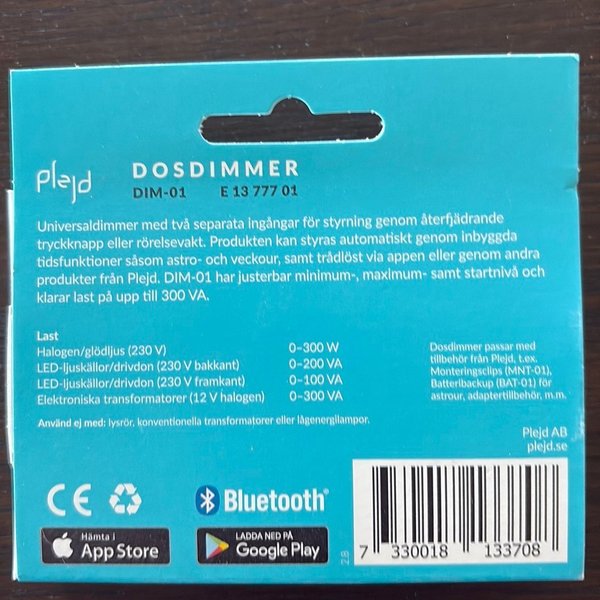 plejd
DOSDIMMER
DIM-01 E 13 777 01
Universaldimmer med två separata ingångar för styrning genom återfjädrande
tryckknapp eller rörelsevakt. Produkten kan styras automatiskt genom inbyggda
tidsfunktioner såsom astro- och veckour, samt trådlöst via appen eller genom andra
produkter från Plejd. DIM-01 har justerbar minimum-, maximum- samt startnivå och
klarar last på upp till 300 VA.
Last
Halogen/glödljus (230 V) 0–300 W
LED-ljuskällor/drivdon (230 V bakkant) 0–200 VA
LED-ljuskällor/drivdon (230 V framkant) 0–100 VA
Elektroniska transformatorer (12 V halogen) 0–300 VA
Använd ej med: lysrör, konventionella transformatorer eller lågenergilampor.
Dosdimmer passar med
tillbehör från Plejd, t.ex.
Monteringsclips (MNT-01),
Batteribackup (BAT-01) för
astrour, adaptertillbehör, m.m.
Plejd AB
plejd.se
CE
Bluetooth®
Hämta i
App Store
LADDA NED PÅ
Google Play
2.8
7 330018 133708